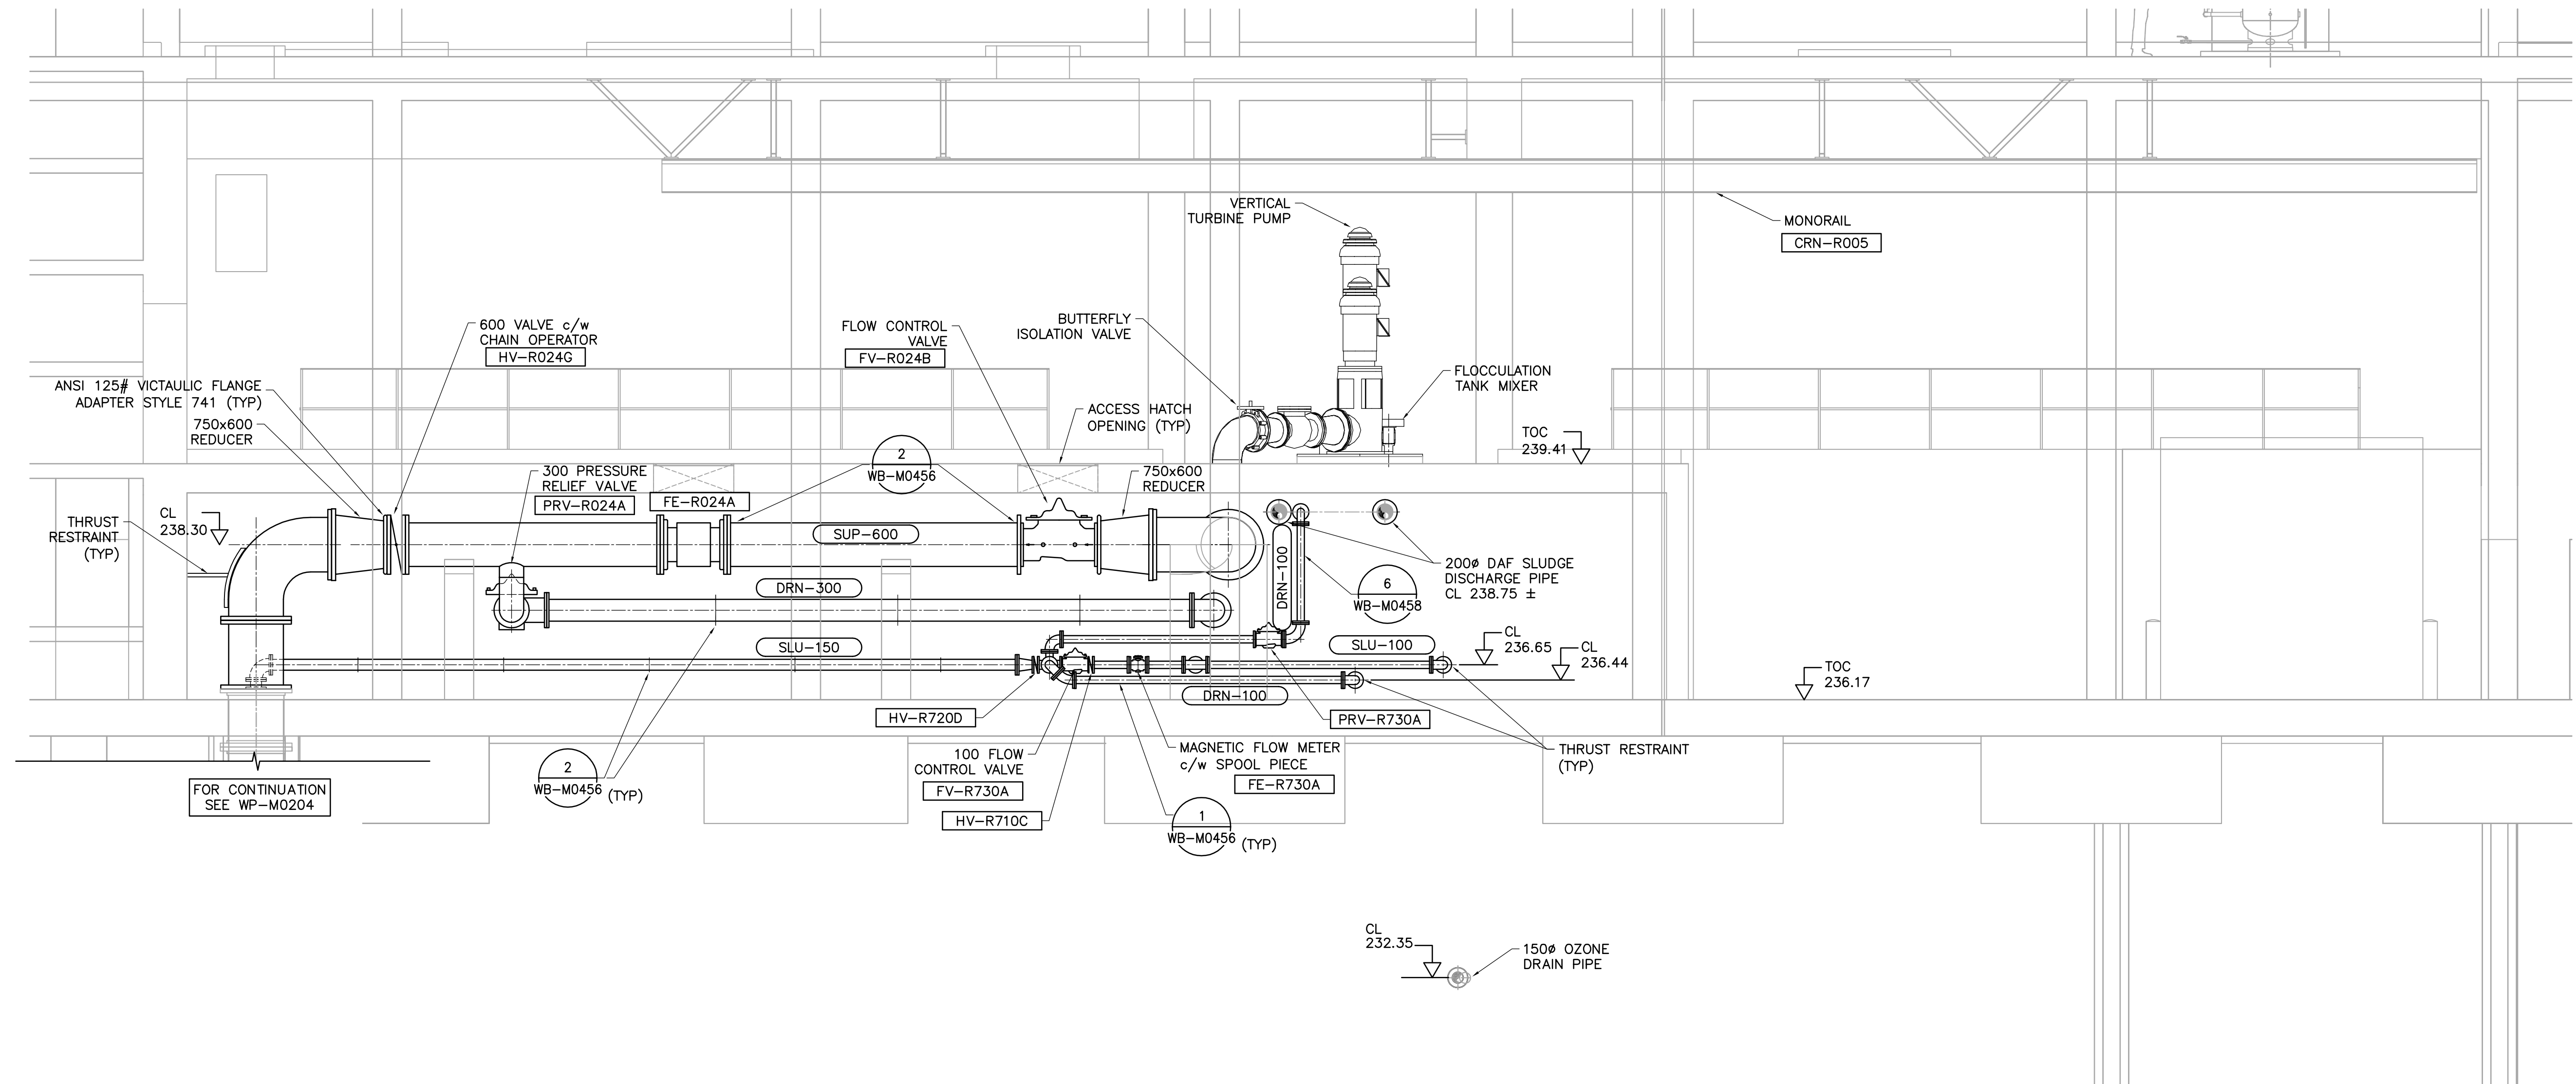 VERTICAL
TURBINE PUMP
MONORAIL
CRN-R005
600 VALVE c/w
CHAIN OPERATOR
HV-R024G
FLOW CONTROL
VALVE
FV-R024B
BUTTERFLY
ISOLATION VALVE
FLOCCULATION
TANK MIXER
ANSI 125# VICTAULIC FLANGE
ADAPTER STYLE 741 (TYP)
750x600
REDUCER
ACCESS HATCH
OPENING (TYP)
TOC
239.41
2
WB-M0456
300 PRESSURE
RELIEF VALVE
PRV-R024A
FE-R024A
750x600
REDUCER
THRUST
RESTRAINT
(TYP)
CL
238.30
SUP-600
DRN-100
200ø DAF SLUDGE
DISCHARGE PIPE
CL 238.75 ±
DRN-300
6
WB-M0458
SLU-150
SLU-100
CL
236.65
CL
236.44
TOC
236.17
DRN-100
HV-R720D
PRV-R730A
100 FLOW
CONTROL VALVE
FV-R730A
HV-R710C
MAGNETIC FLOW METER
c/w SPOOL PIECE
FE-R730A
THRUST RESTRAINT
(TYP)
2
WB-M0456 (TYP)
FOR CONTINUATION
SEE WP-M0204
1
WB-M0456 (TYP)
CL
232.35
150ø OZONE
DRAIN PIPE